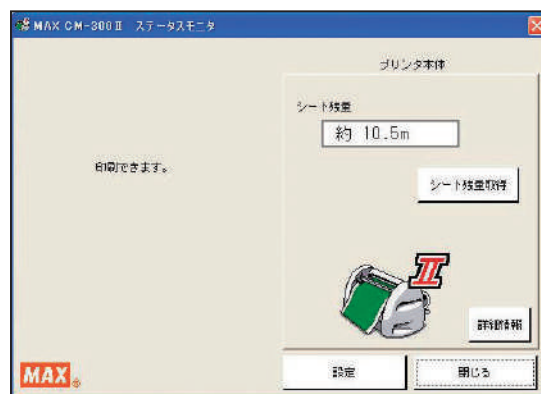 MAX CM-300Ⅱ ステータスモニタ
プリンタ本体
シート残量
約 10.5m
印刷できます。
シート残量取得
Ⅱ
詳細情報
設定
閉じる
MAX®